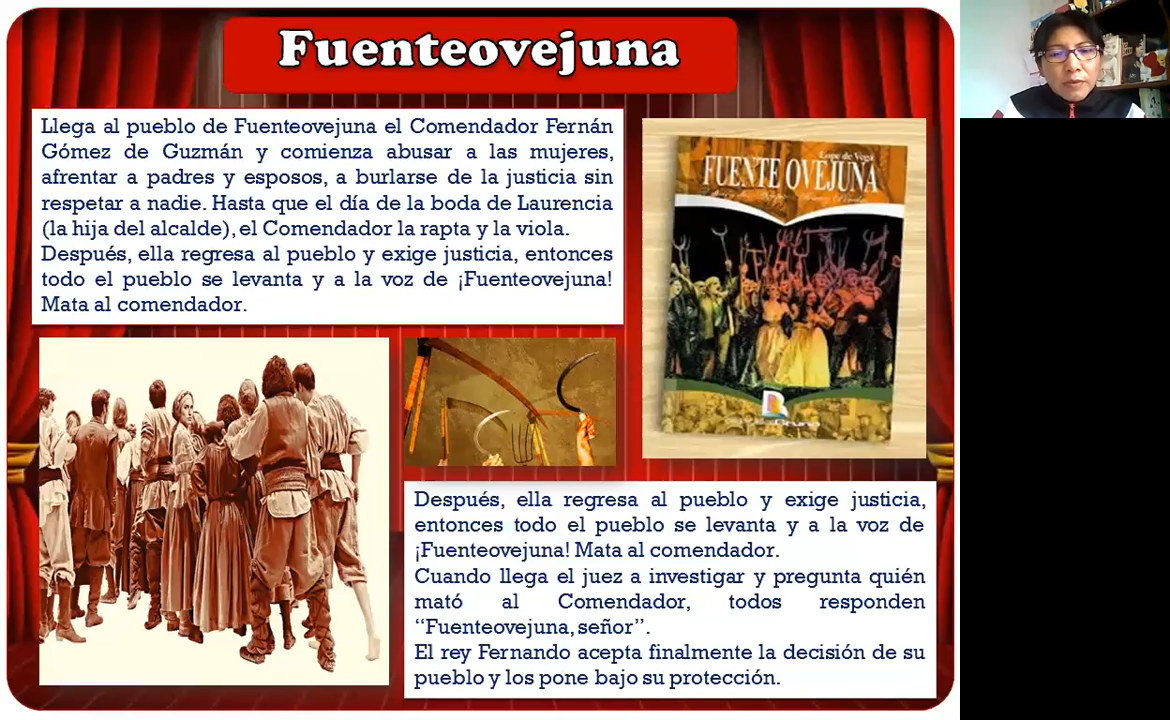 Fuenteovejuna
Llega al pueblo de Fuenteovejuna el Comendador Fernán
Gómez de Guzmán y comienza abusar a las mujeres,
afrentar a padres y esposos, a burlarse de la justicia sin
respetar a nadie. Hasta que el día de la boda de Laurencia
(la hija del alcalde), el Comendador la rapta y la viola.
Después, ella regresa al pueblo y exige justicia, entonces
todo el pueblo se levanta y a la voz de ¡Fuenteovejuna!
Mata al comendador.
Lope de Vega
FUENTE OVEJUNA
Bruno
Después, ella regresa al pueblo y exige justicia,
entonces todo el pueblo se levanta y a la voz de
¡Fuenteovejuna! Mata al comendador.
Cuando llega el juez a investigar y pregunta quién
mató al Comendador, todos responden
“Fuenteovejuna, señor”.
El rey Fernando acepta finalmente la decisión de su
pueblo y los pone bajo su protección.